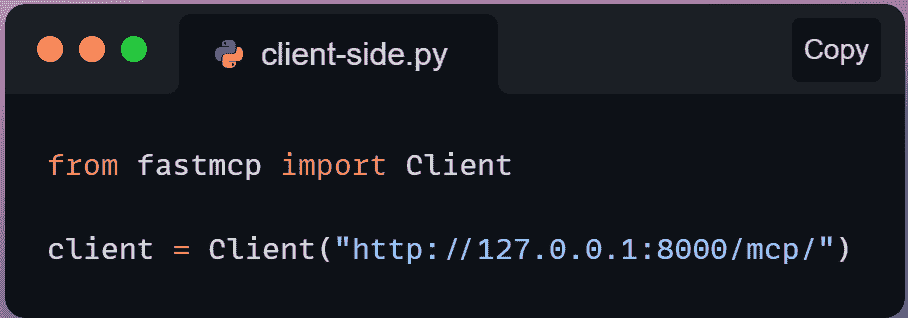 client-side.py
Copy
from fastmcp import Client
client = Client("http://127.0.0.1:8000/mcp/")